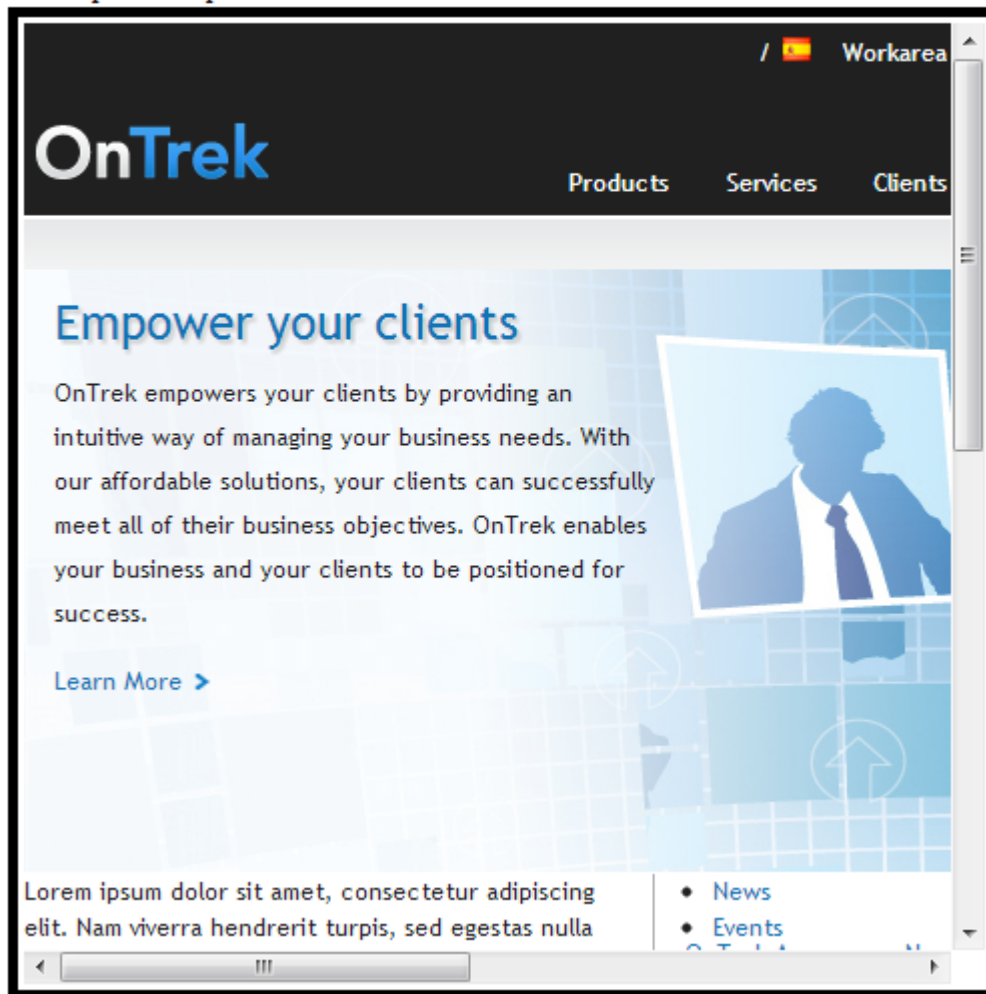 / Workarea
OnTrek
Products Services Clients
Empower your clients
OnTrek empowers your clients by providing an
intuitive way of managing your business needs. With
our affordable solutions, your clients can successfully
meet all of their business objectives. OnTrek enables
your business and your clients to be positioned for
success.
Learn More >
Lorem ipsum dolor sit amet, consectetur adipiscing
elit. Nam viverra hendrerit turpis, sed egestas nulla
• News
• Events